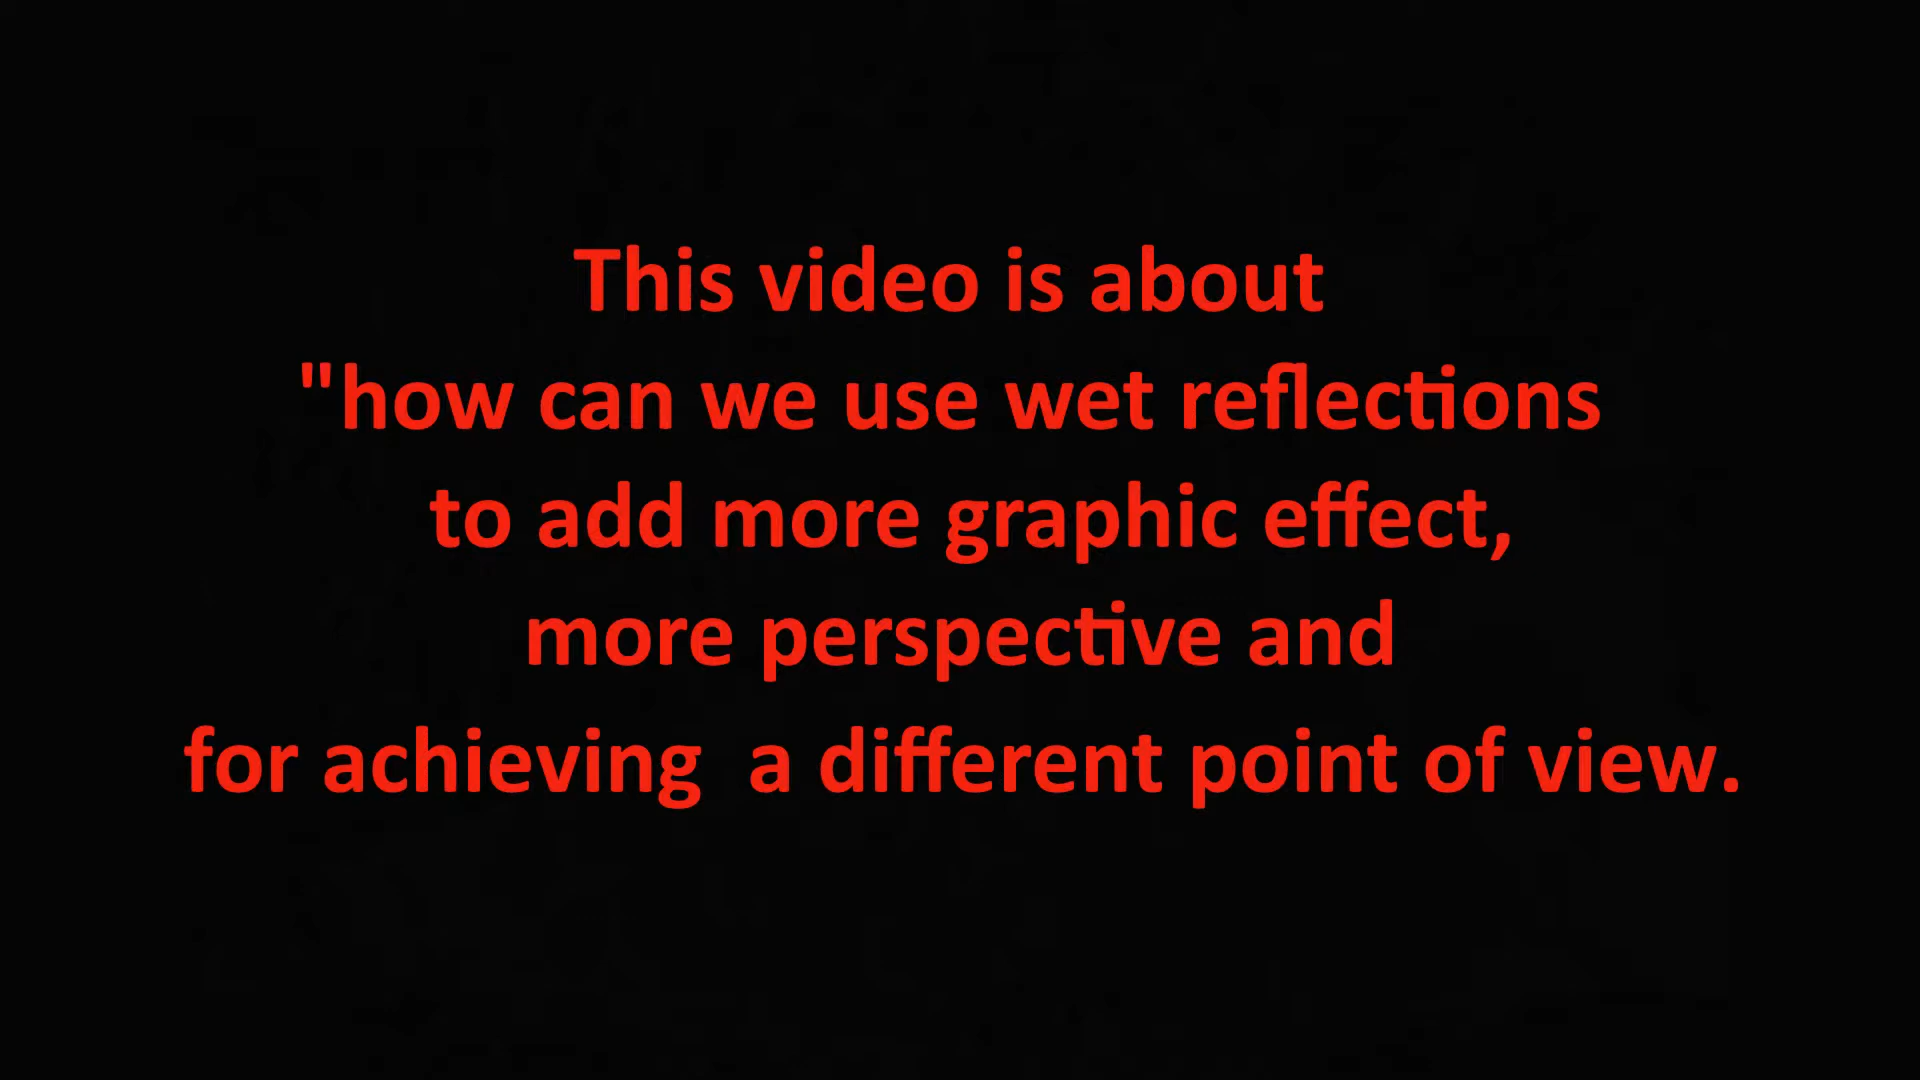 This video is about
"how can we use wet reflections
to add more graphic effect,
more perspective and
for achieving  a different point of view.